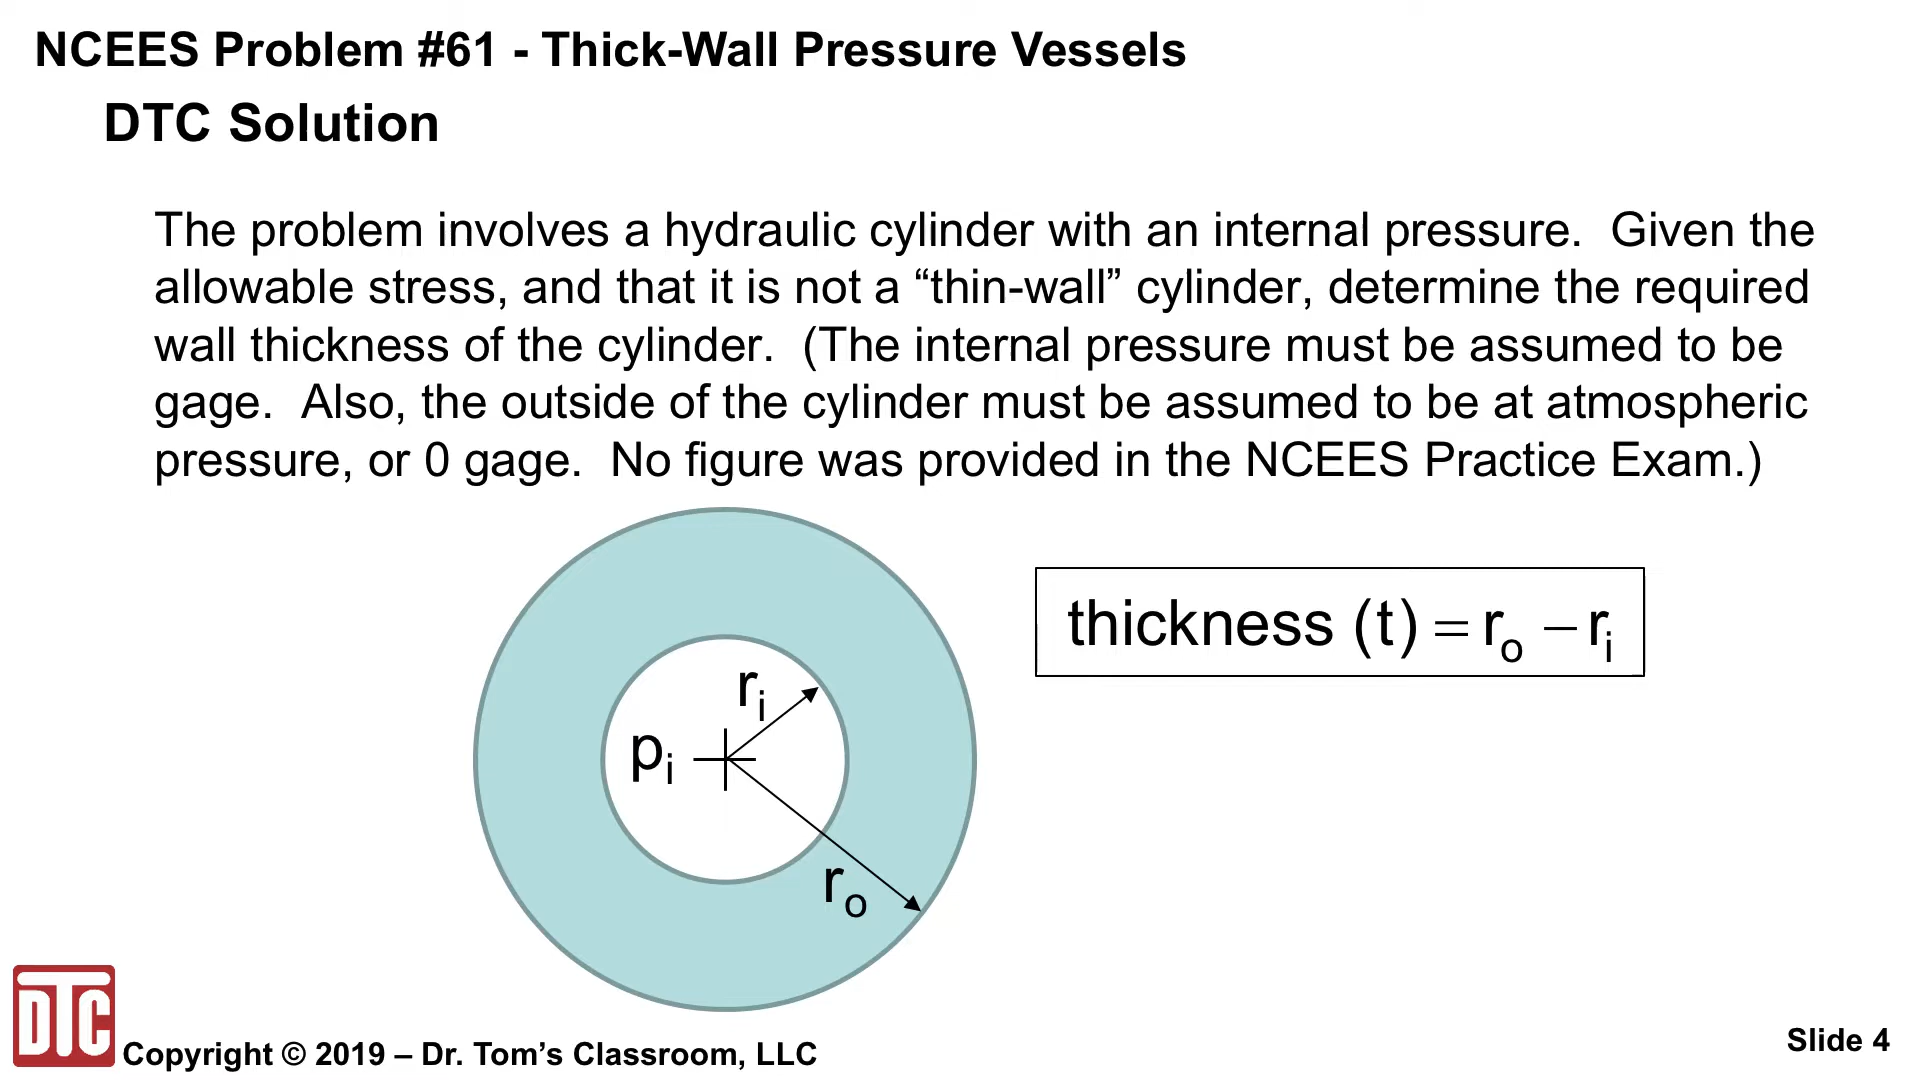 NCEES Problem #61 - Thick-Wall Pressure Vessels
DTC Solution
The problem involves a hydraulic cylinder with an internal pressure.  Given the
allowable stress, and that it is not a “thin-wall” cylinder, determine the required
wall thickness of the cylinder.  (The internal pressure must be assumed to be
gage.  Also, the outside of the cylinder must be assumed to be at atmospheric
pressure, or 0 gage.  No figure was provided in the NCEES Practice Exam.)
thickness (t) = rₒ − rᵢ
rᵢ
pᵢ
rₒ
DTC
Copyright © 2019 – Dr. Tom’s Classroom, LLC
Slide 4